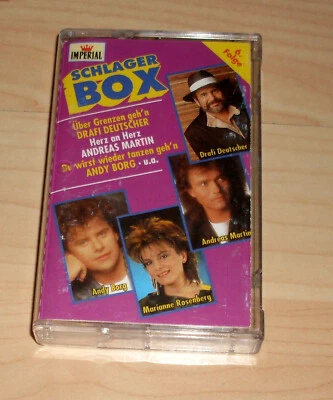 IMPERIAL
SCHLAGER
BOX
6. Folge
Über Grenzen geh'n
DRAFI DEUTSCHER
Herz an Herz
ANDREAS MARTIN
Du wirst wieder tanzen geh'n
ANDY BORG • u.a.
Drafi Deutscher
Andreas Martin
Andy Borg
Marianne Rosenberg